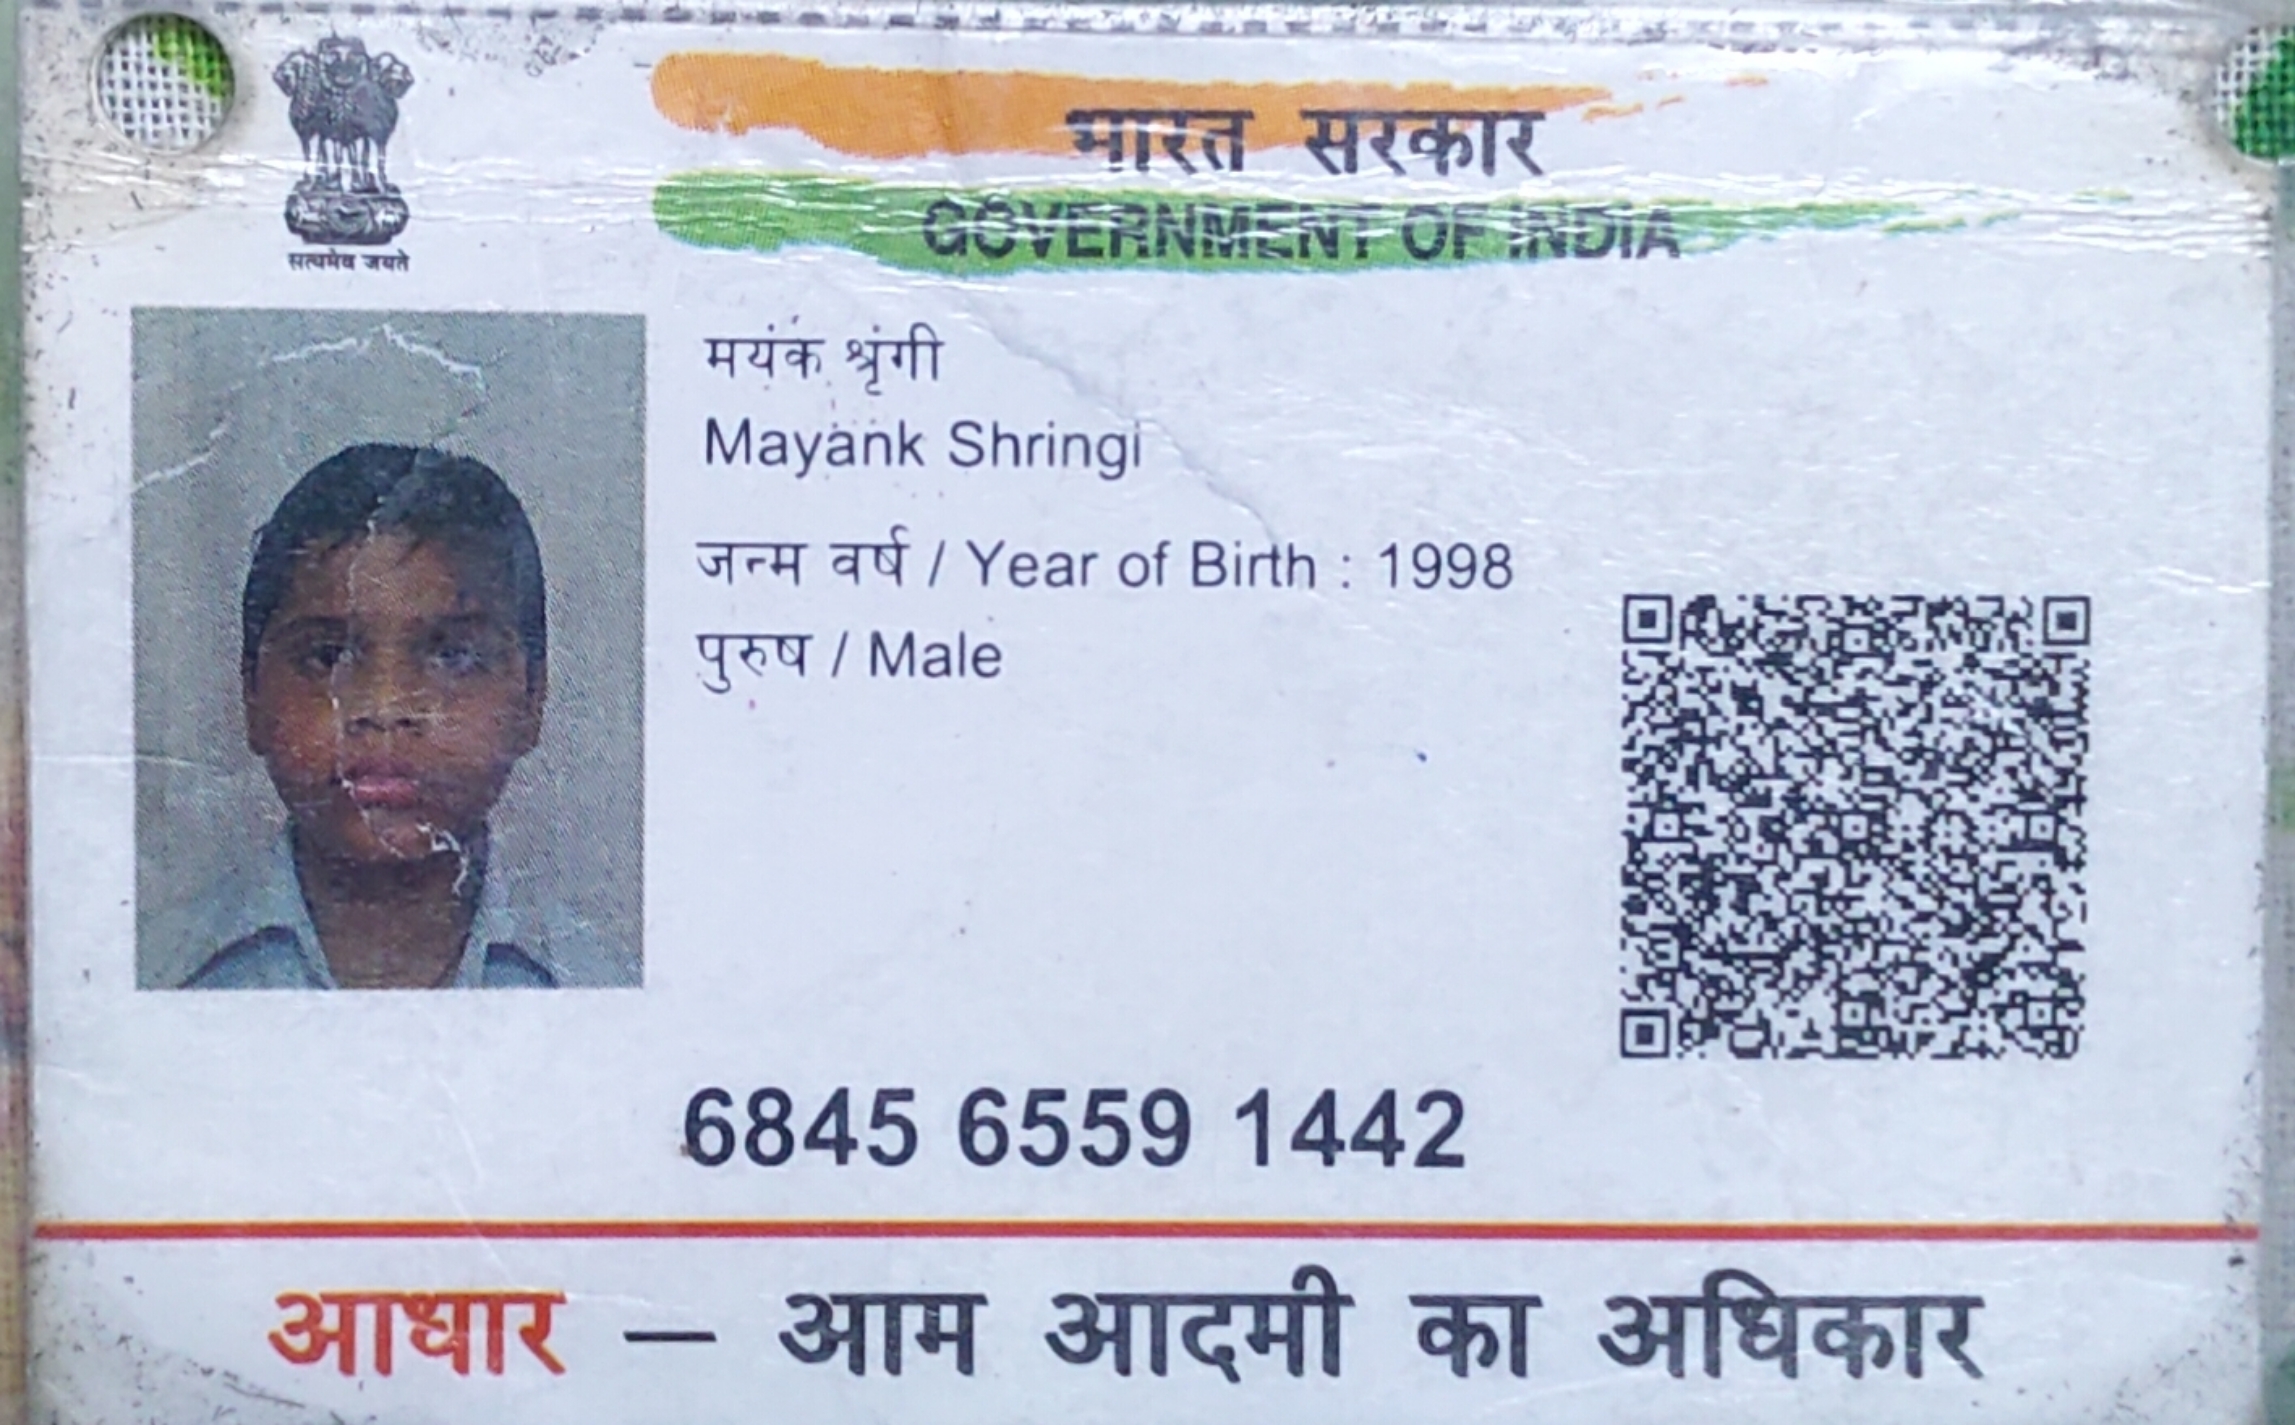 सत्यमेव जयते
भारत सरकार
GOVERNMENT OF INDIA
मयंक श्रृंगी
Mayank Shringi
जन्म वर्ष / Year of Birth : 1998
पुरुष / Male
6845 6559 1442
आधार — आम आदमी का अधिकार